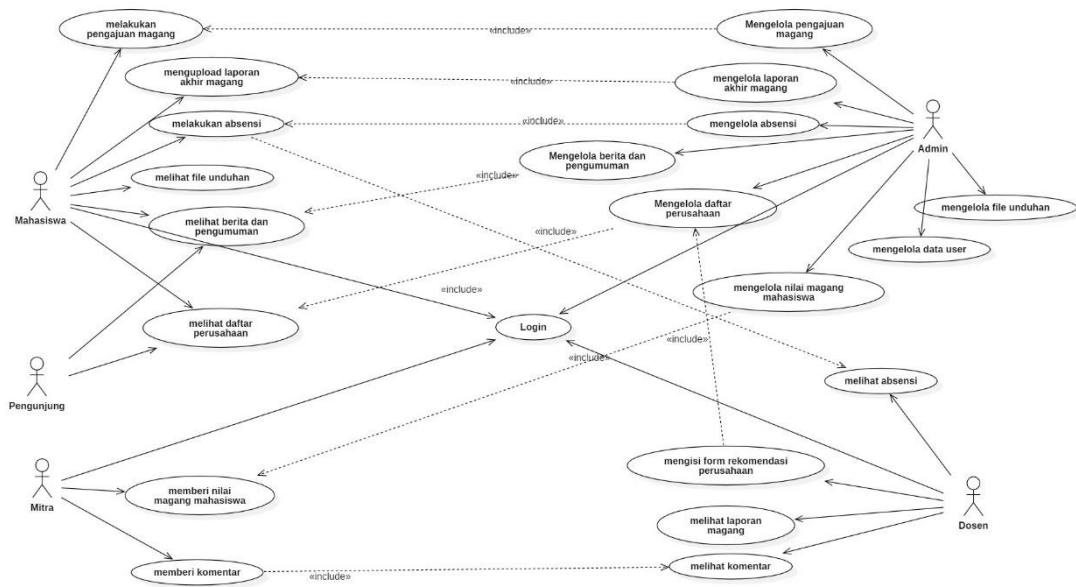 melakukan
pengajuan magang
«include»
Mengelola pengajuan
magang
mengupload laporan
akhir magang
«include»
mengelola laporan
akhir magang
melakukan absensi
«include»
mengelola absensi
Admin
Mengelola berita dan
pengumuman
melihat file unduhan
«include»
Mahasiswa
melihat berita dan
pengumuman
Mengelola daftar
perusahaan
mengelola file unduhan
«include»
mengelola data user
«include»
mengelola nilai magang
mahasiswa
melihat daftar
perusahaan
Login
«include»
«include»
melihat absensi
Pengunjung
mengisi form rekomendasi
perusahaan
memberi nilai
magang mahasiswa
Mitra
melihat laporan
magang
Dosen
memberi komentar
«include»
melihat komentar